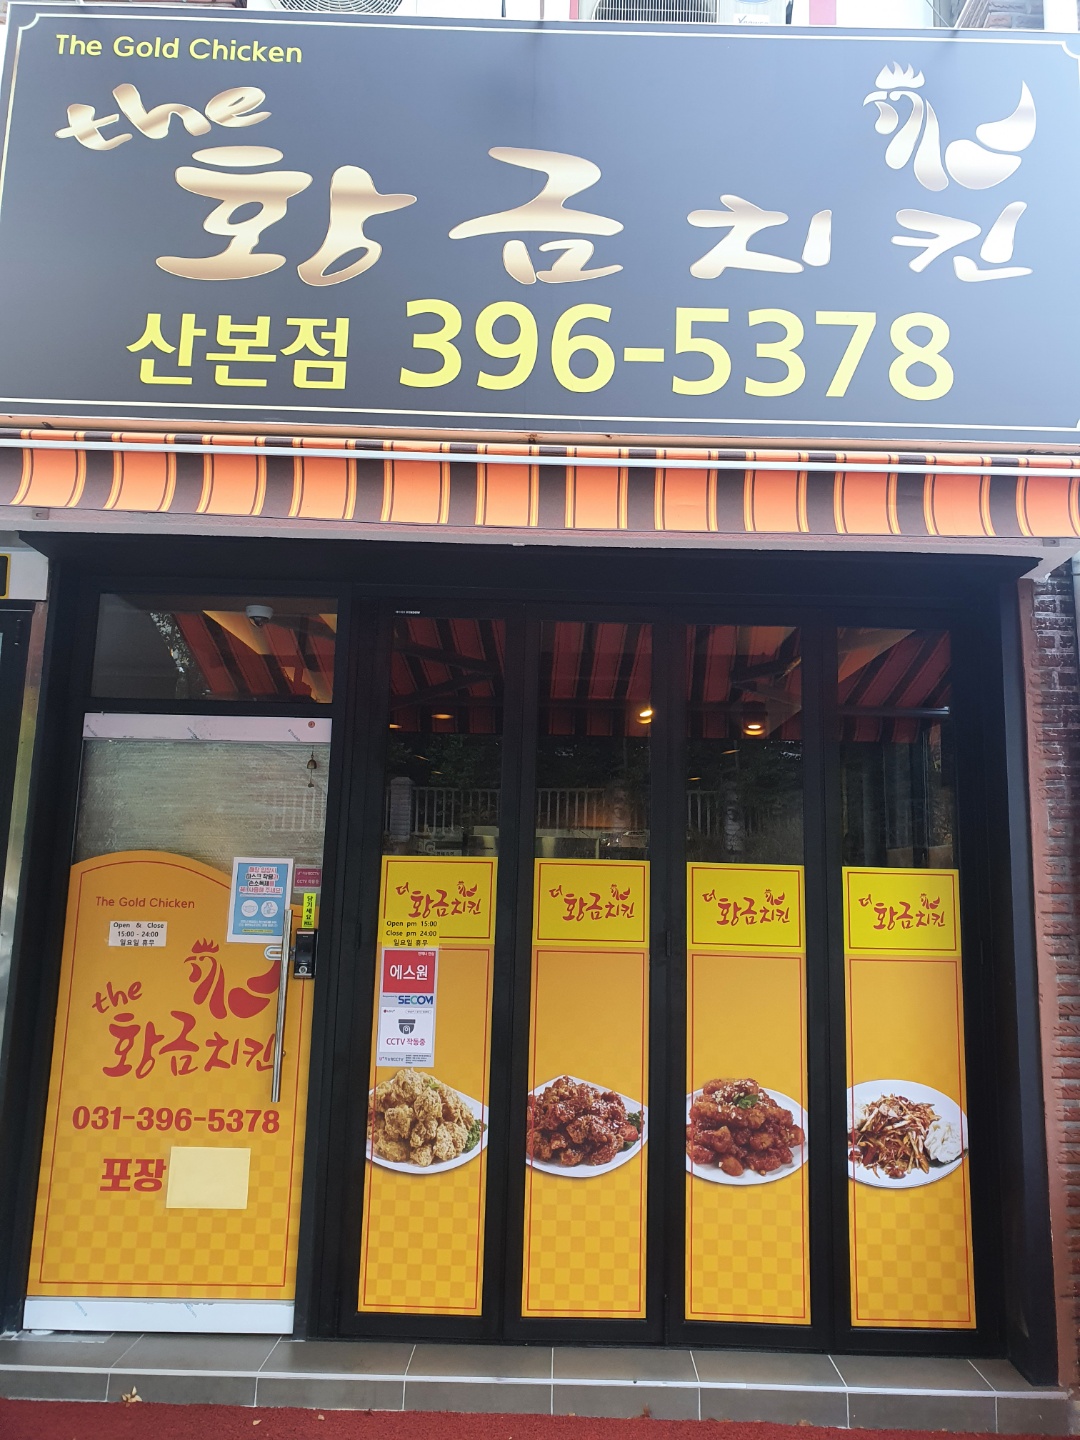 The Gold Chicken
the
황금치킨
산본점 396-5378
The Gold Chicken
Open & Close
15:00 - 24:00
일요일 휴무
the
황금치킨
031-396-5378
포장
더 황금치킨
Open pm 15:00
Close pm 24:00
일요일 휴무
에스원
SECOM
CCTV 작동중
더 황금치킨
더 황금치킨
더 황금치킨